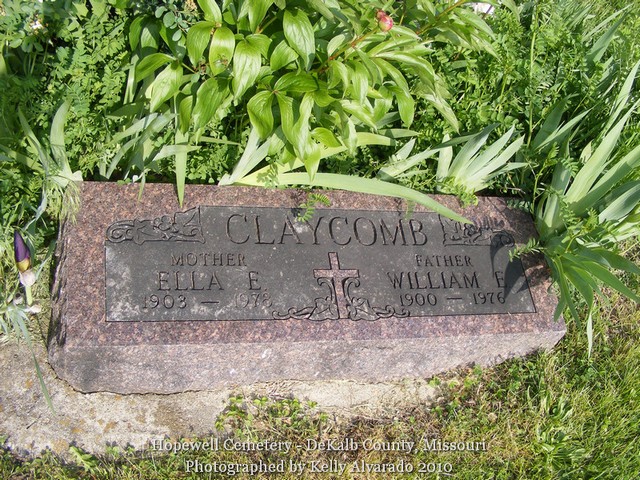 CLAYCOMB
MOTHER FATHER
ELLA E. WILLIAM E.
1903 — 1978 1900 — 1976
Hopewell Cemetery - DeKalb County, Missouri
Photographed by Kelly Alvarado 2010